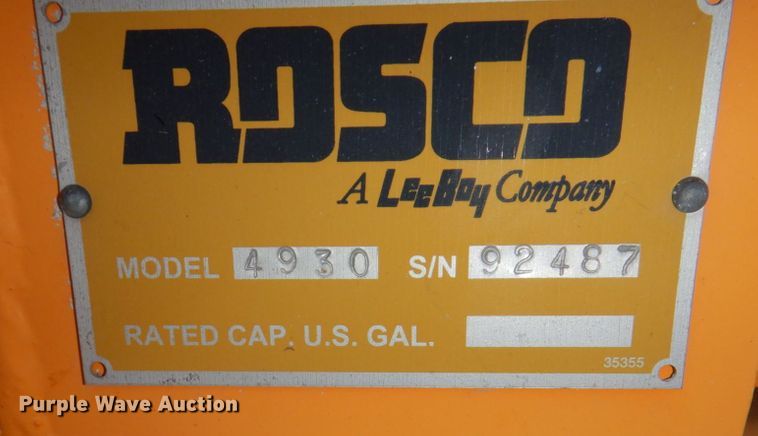 ROSCO
A LeeBoy Company
MODEL 4930 S/N 92487
RATED CAP. U.S. GAL.
35355
Purple Wave Auction